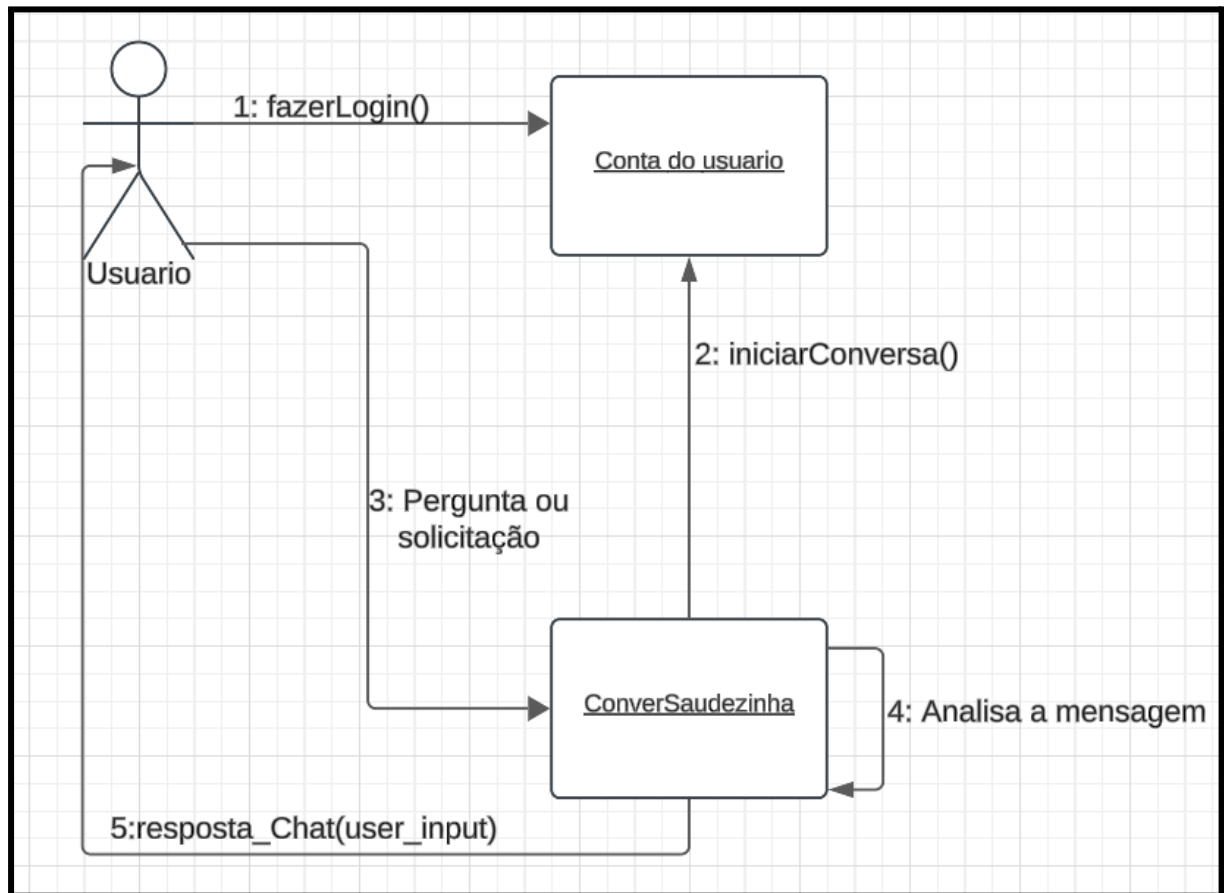 1: fazerLogin()
Conta do usuario
Usuario
2: iniciarConversa()
3: Pergunta ou
solicitação
ConverSaudezinha
4: Analisa a mensagem
5:resposta_Chat(user_input)